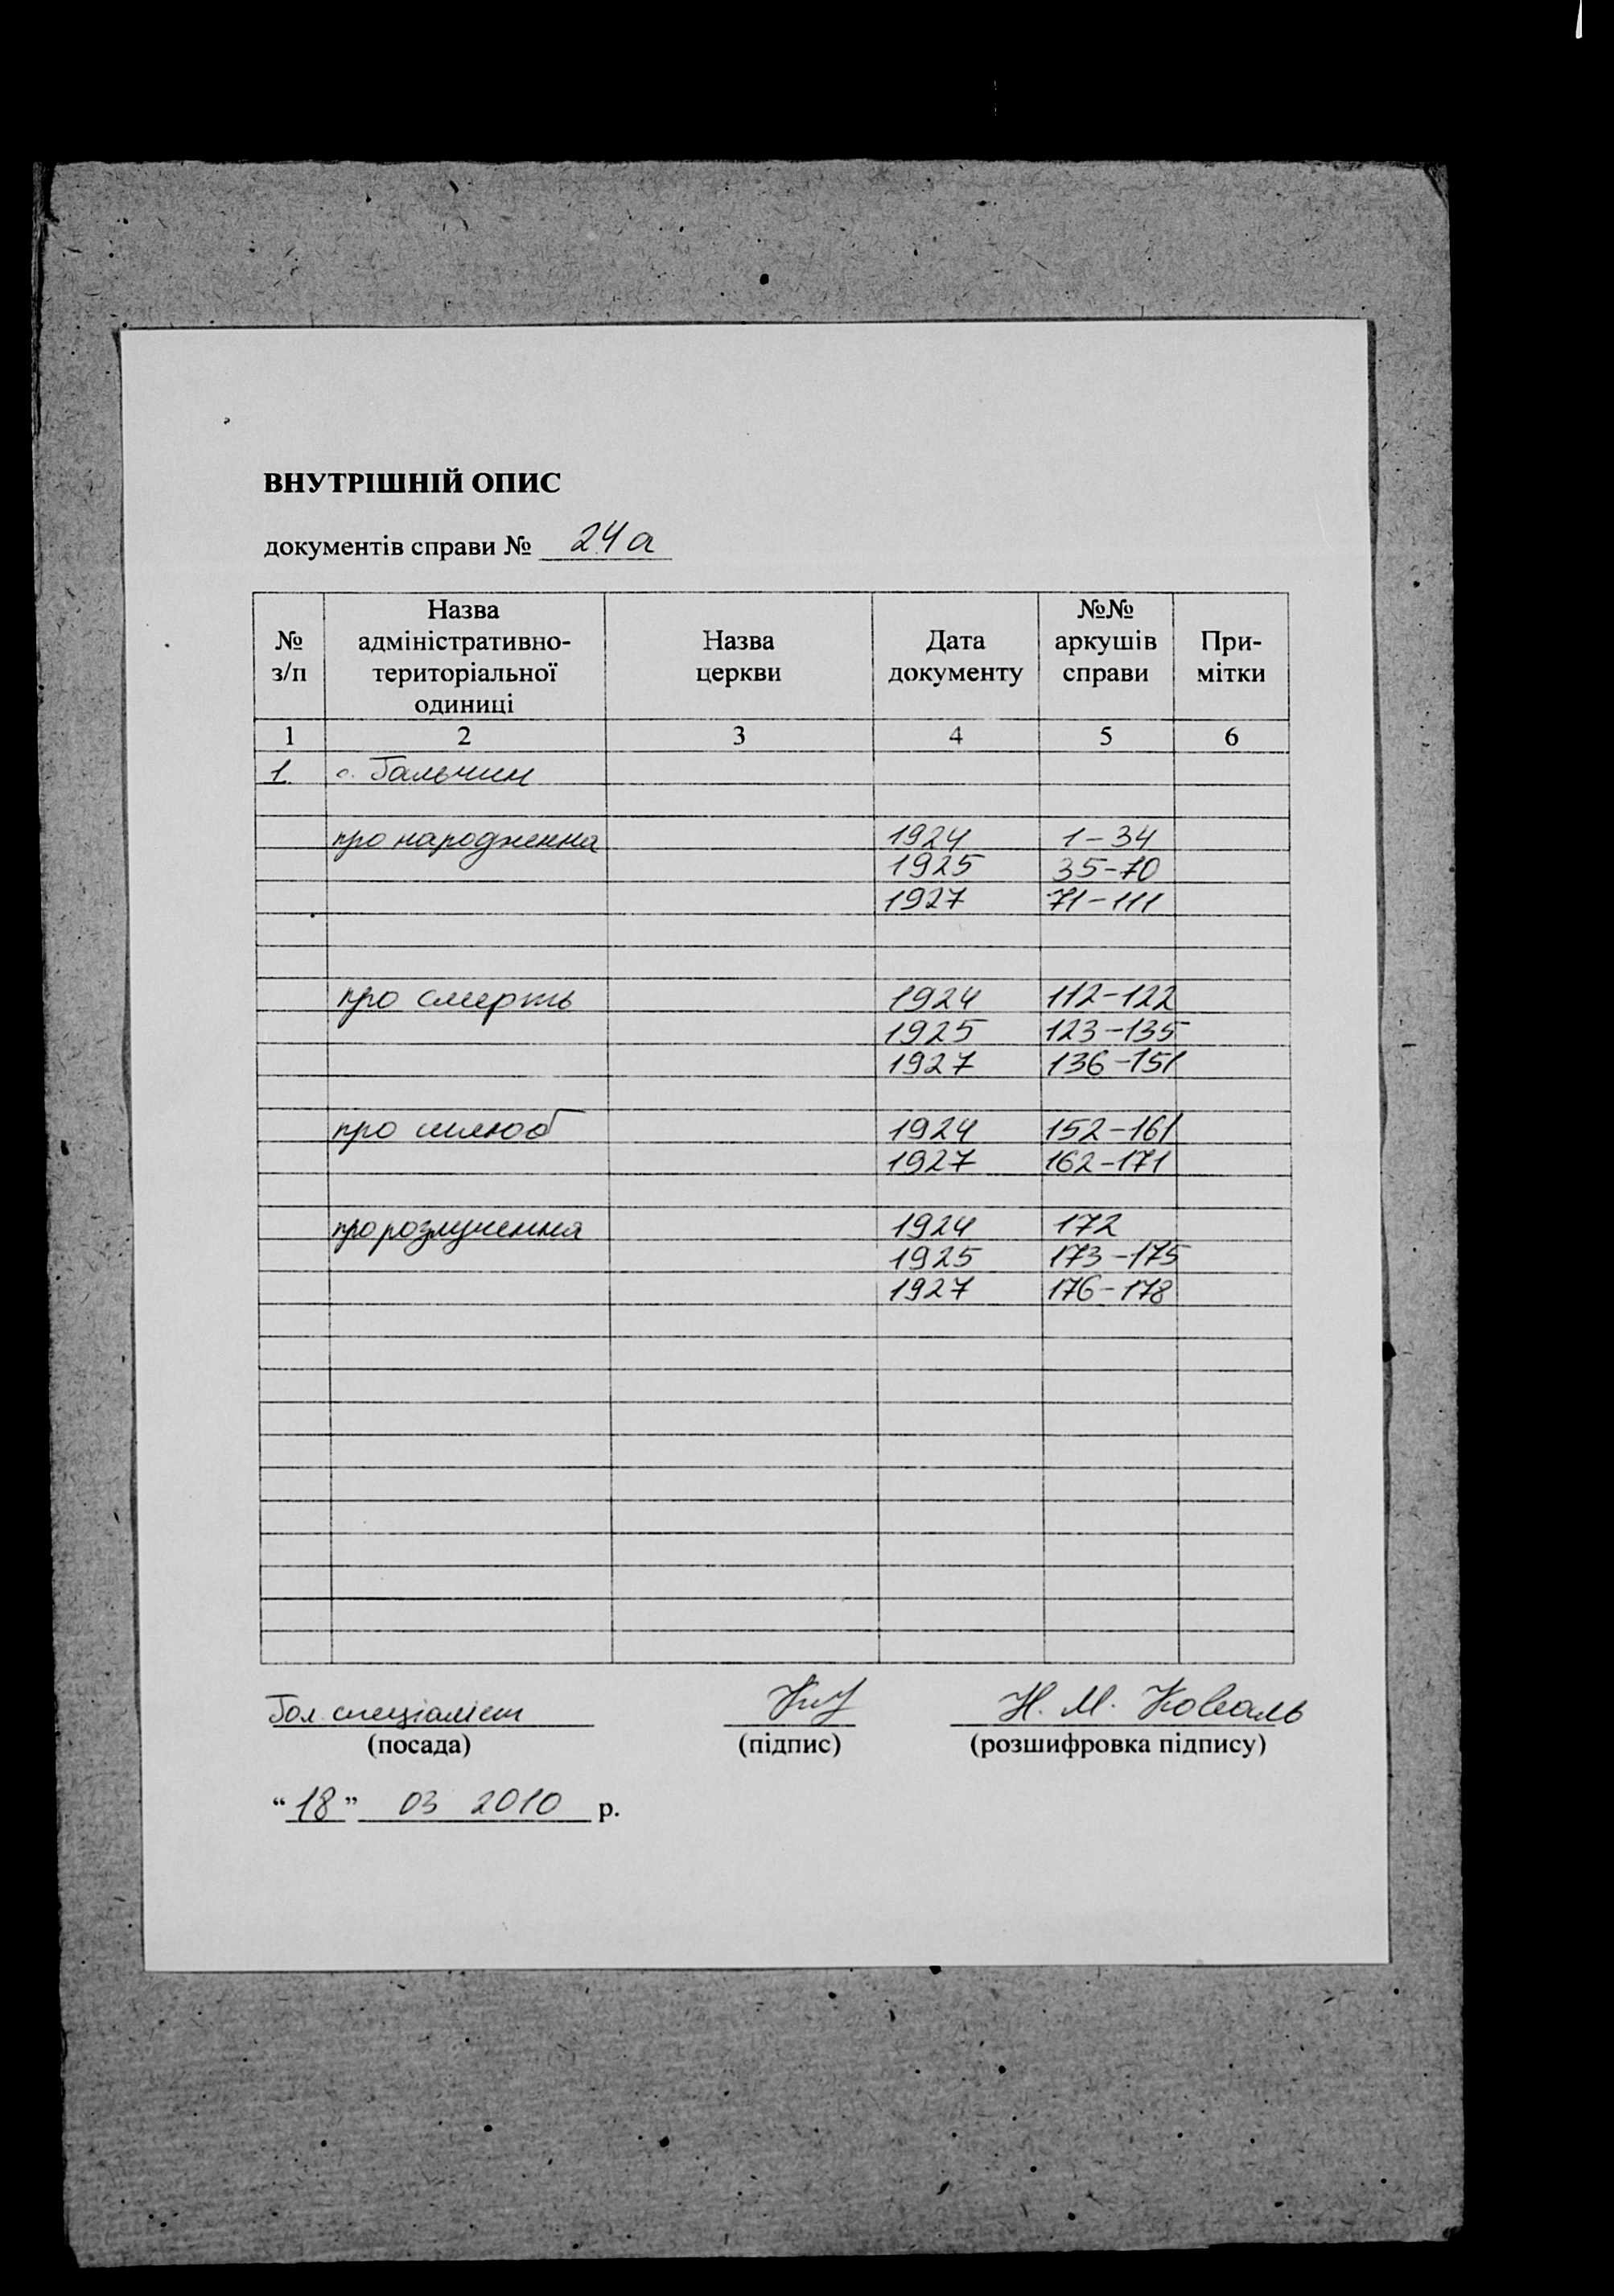 ВНУТРІШНІЙ ОПИС
документів справи № 24а
№ з/п
Назва адміністративно-територіальної одиниці
Назва церкви
Дата документу
№№ аркушів справи
При-мітки
1 2 3 4 5 6
1. с. Гальчин
про народження 1924 1-34
1925 35-70
1927 71-111
про смерть 1924 112-122
1925 123-135
1927 136-151
про шлюб 1924 152-161
1927 162-171
про розлучення 1924 172
1925 173-175
1927 176-178
Гол. спеціаліст Н. М. Коваль
(посада) (підпис) (розшифровка підпису)
“18” 03 2010 р.